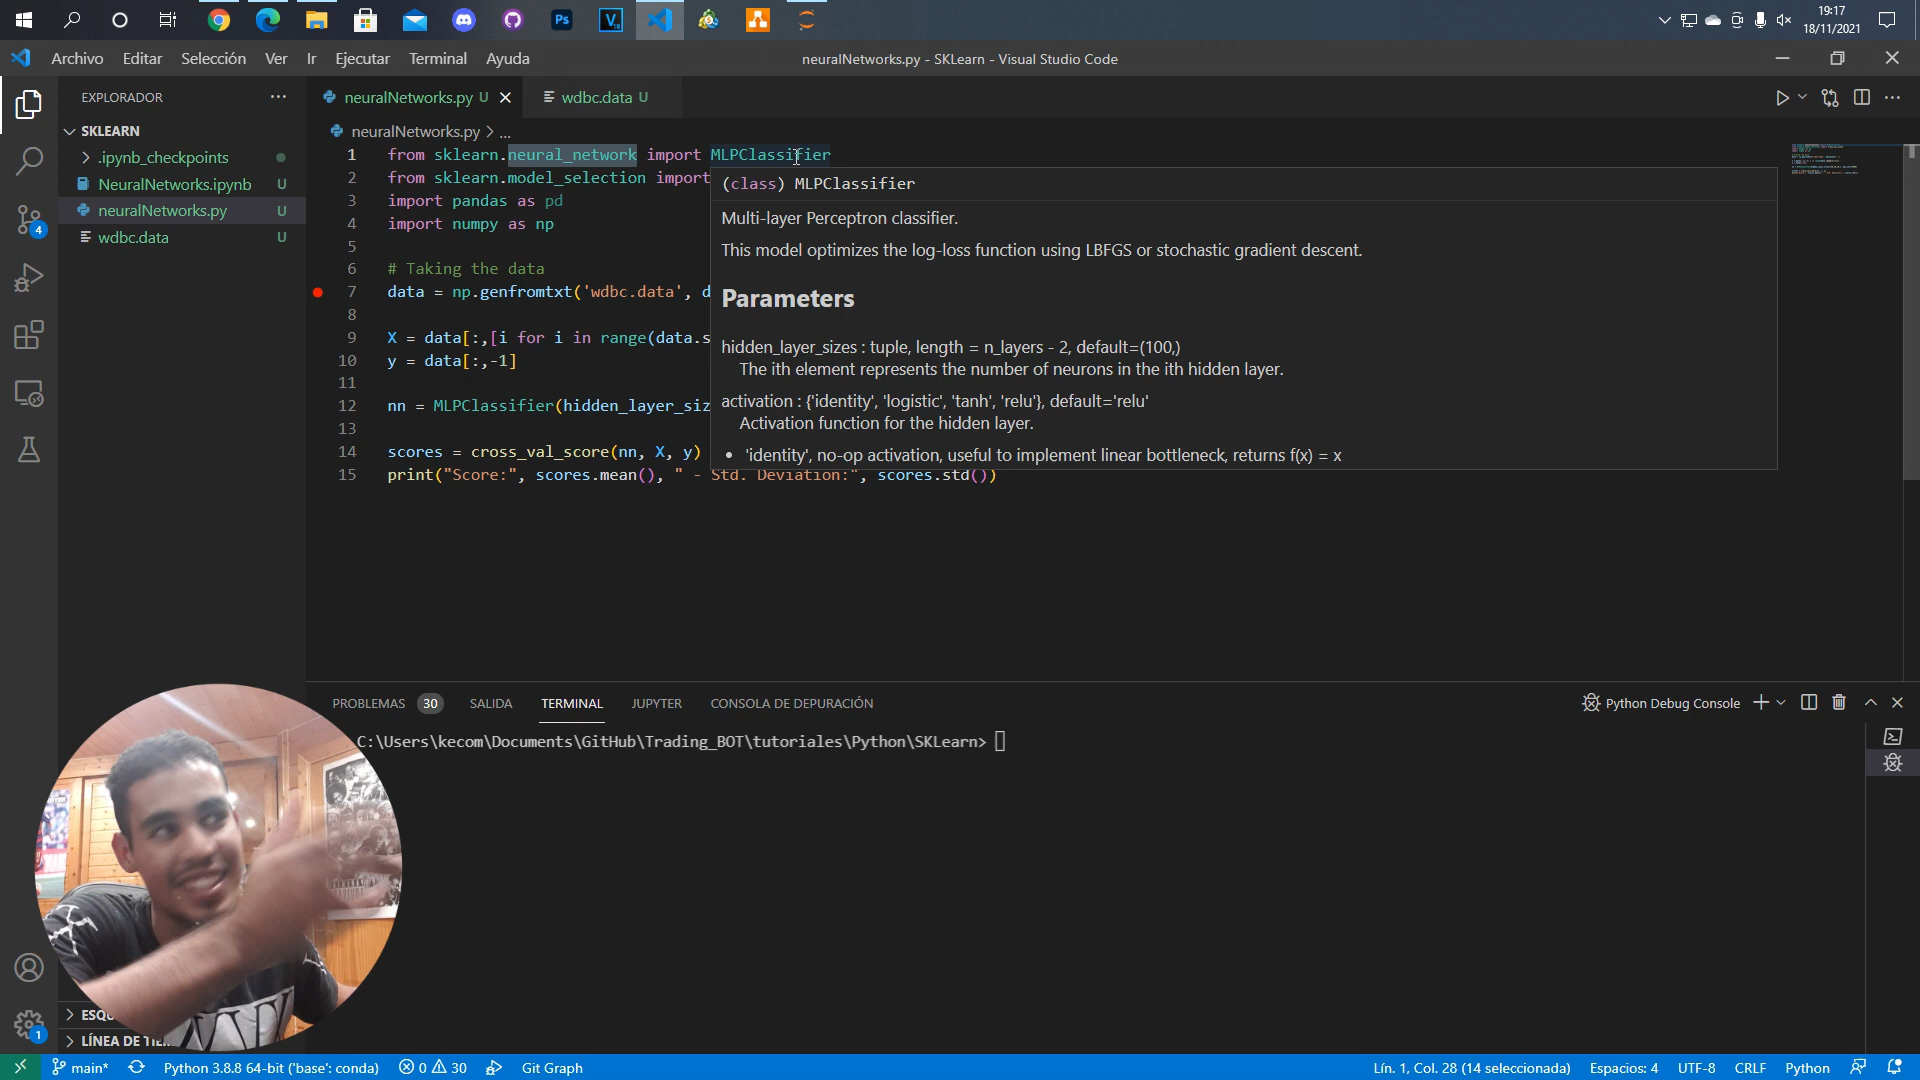 19:17
18/11/2021
Archivo Editar Selección Ver Ir Ejecutar Terminal Ayuda
neuralNetworks.py - SKLearn - Visual Studio Code
EXPLORADOR
SKLEARN
.ipynb_checkpoints
NeuralNetworks.ipynb U
neuralNetworks.py U
wdbc.data U
4
neuralNetworks.py U
wdbc.data U
neuralNetworks.py > ...
1 from sklearn.neural_network import MLPClassifier
2 from sklearn.model_selection import
3 import pandas as pd
4 import numpy as np
5
6 # Taking the data
7 data = np.genfromtxt('wdbc.data', d
8
9 X = data[:,[i for i in range(data.s
10 y = data[:,-1]
11
12 nn = MLPClassifier(hidden_layer_siz
13
14 scores = cross_val_score(nn, X, y)
15 print("Score:", scores.mean(), " - Std. Deviation:", scores.std())
(class) MLPClassifier
Multi-layer Perceptron classifier.
This model optimizes the log-loss function using LBFGS or stochastic gradient descent.
Parameters
hidden_layer_sizes : tuple, length = n_layers - 2, default=(100,)
The ith element represents the number of neurons in the ith hidden layer.
activation : {'identity', 'logistic', 'tanh', 'relu'}, default='relu'
Activation function for the hidden layer.
• 'identity', no-op activation, useful to implement linear bottleneck, returns f(x) = x
PROBLEMAS 30 SALIDA TERMINAL JUPYTER CONSOLA DE DEPURACIÓN
Python Debug Console
C:\Users\kecom\Documents\GitHub\Trading_BOT\tutoriales\Python\SKLearn>
ESQU
LÍNEA DE TIEM
1
main* Python 3.8.8 64-bit ('base': conda) 0 30 Git Graph
Lín. 1, Col. 28 (14 seleccionada) Espacios: 4 UTF-8 CRLF Python